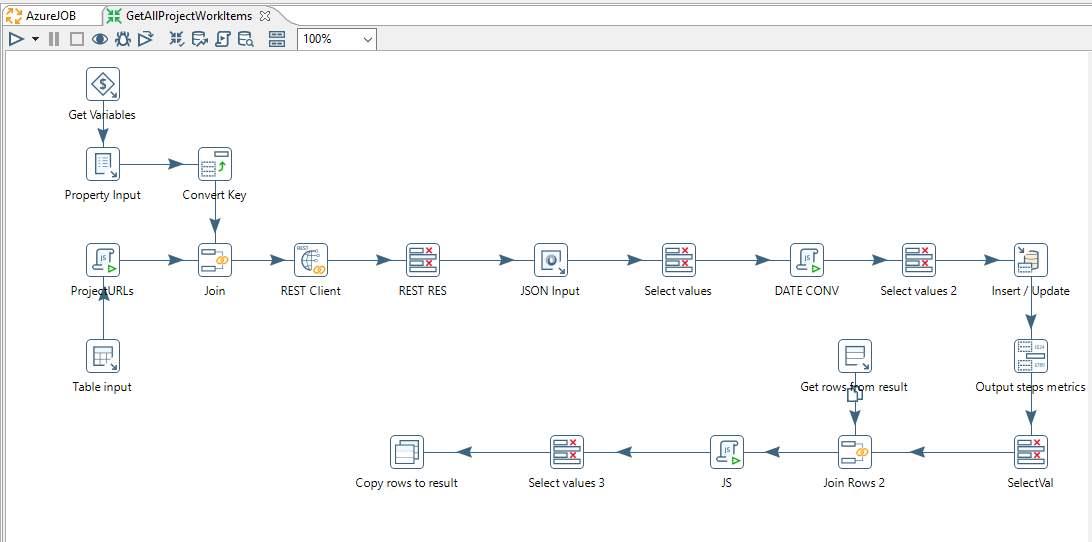 AzureJOB
GetAllProjectWorkItems
100%
Get Variables
Property Input
Convert Key
ProjectURLs
Join
REST
REST Client
REST RES
JSON Input
Select values
DATE CONV
Select values 2
Insert / Update
Table input
Get rows from result
Output steps metrics
Copy rows to result
Select values 3
JS
Join Rows 2
SelectVal